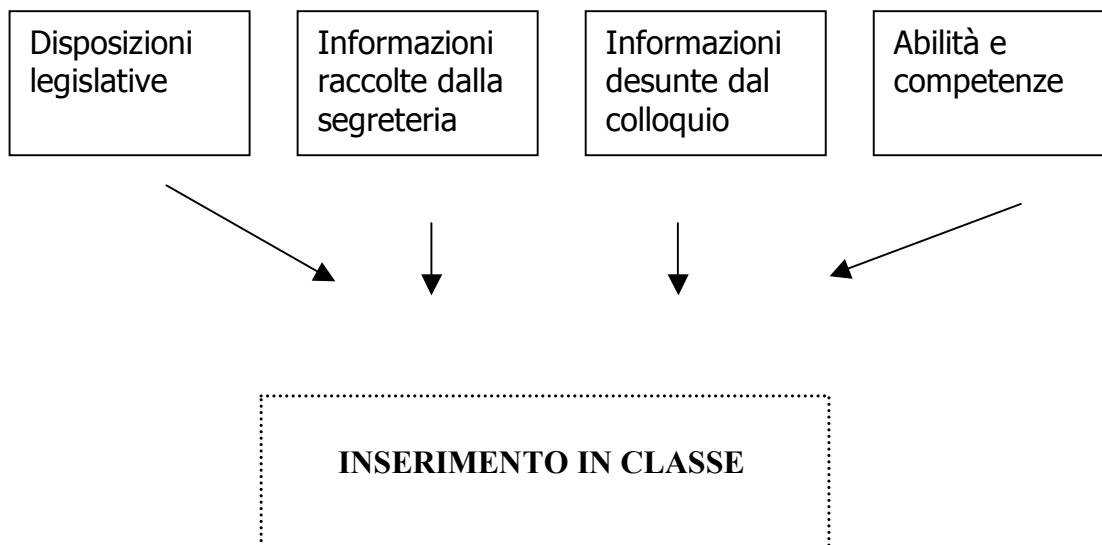 Disposizioni
legislative
Informazioni
raccolte dalla
segreteria
Informazioni
desunte dal
colloquio
Abilità e
competenze
INSERIMENTO IN CLASSE